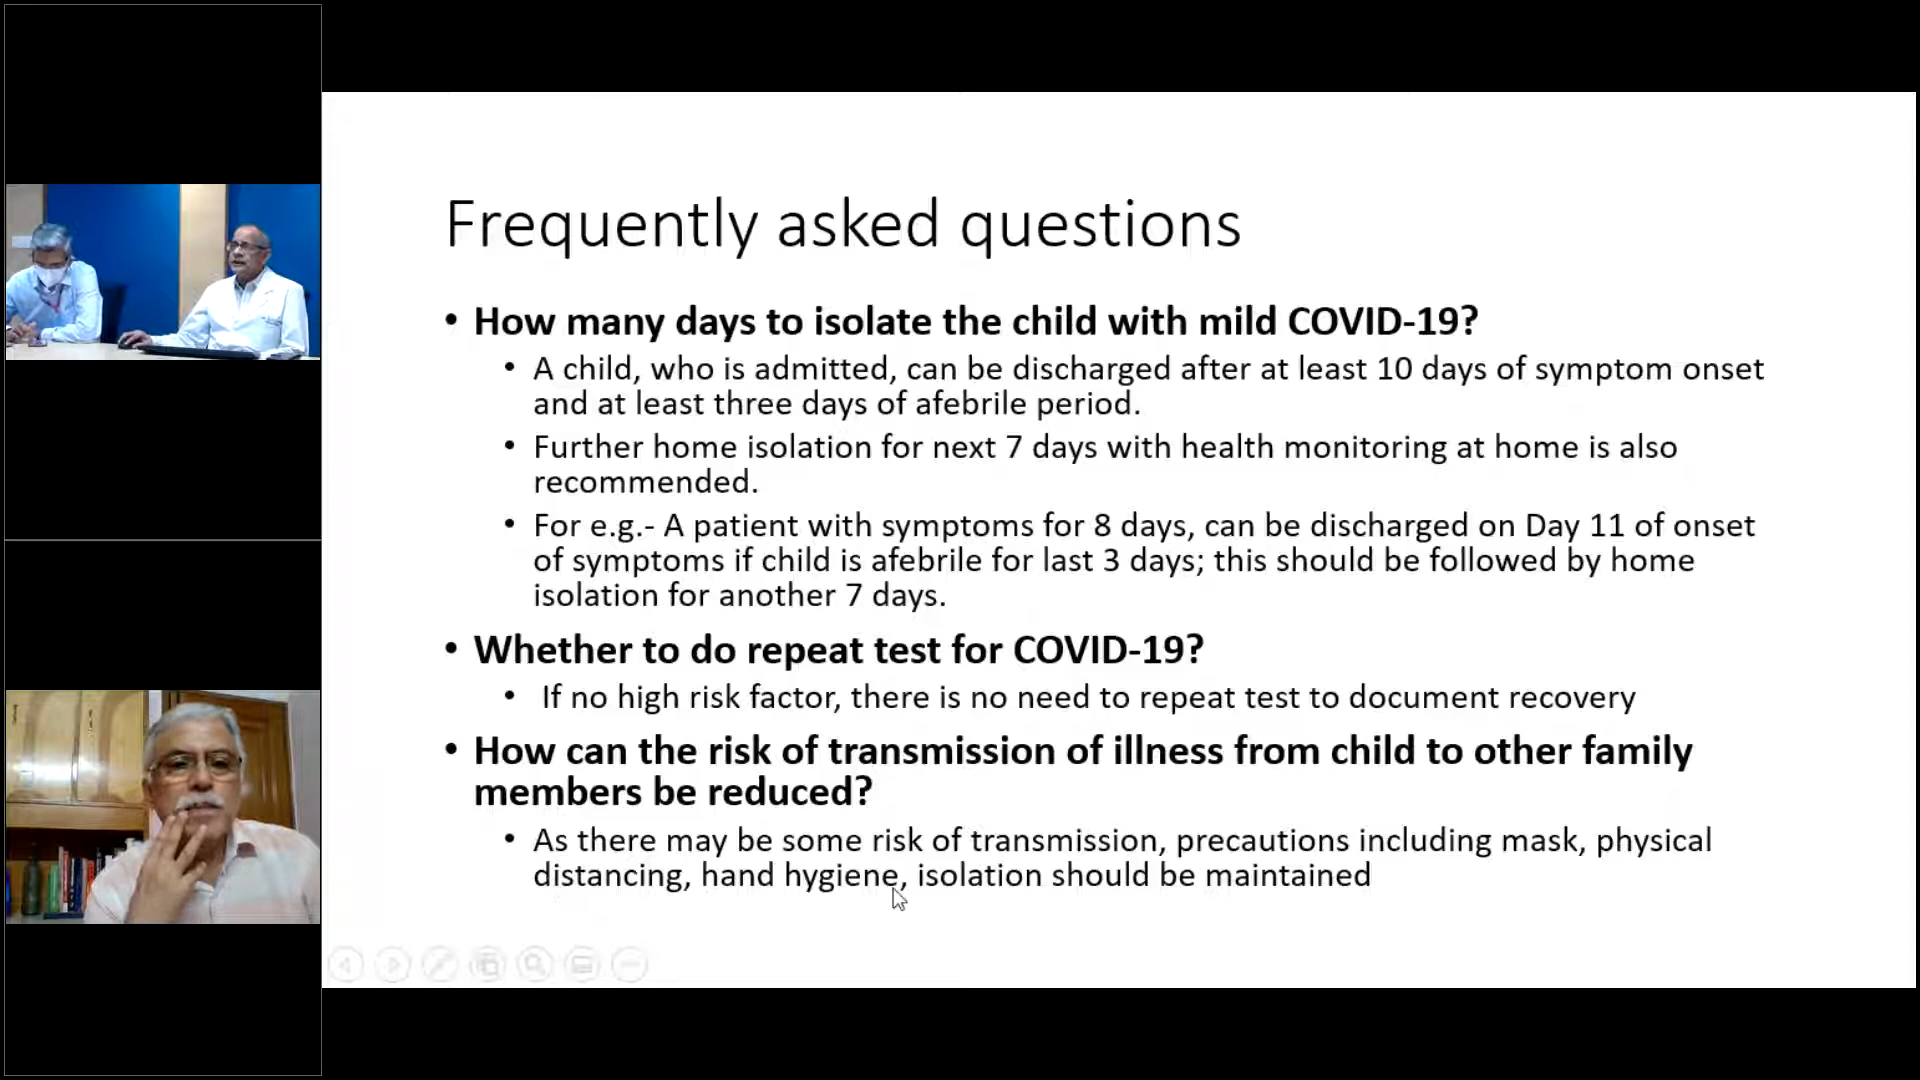 Frequently asked questions
• How many days to isolate the child with mild COVID-19?
• A child, who is admitted, can be discharged after at least 10 days of symptom onset
and at least three days of afebrile period.
• Further home isolation for next 7 days with health monitoring at home is also
recommended.
• For e.g.- A patient with symptoms for 8 days, can be discharged on Day 11 of onset
of symptoms if child is afebrile for last 3 days; this should be followed by home
isolation for another 7 days.
• Whether to do repeat test for COVID-19?
• If no high risk factor, there is no need to repeat test to document recovery
• How can the risk of transmission of illness from child to other family
members be reduced?
• As there may be some risk of transmission, precautions including mask, physical
distancing, hand hygiene, isolation should be maintained